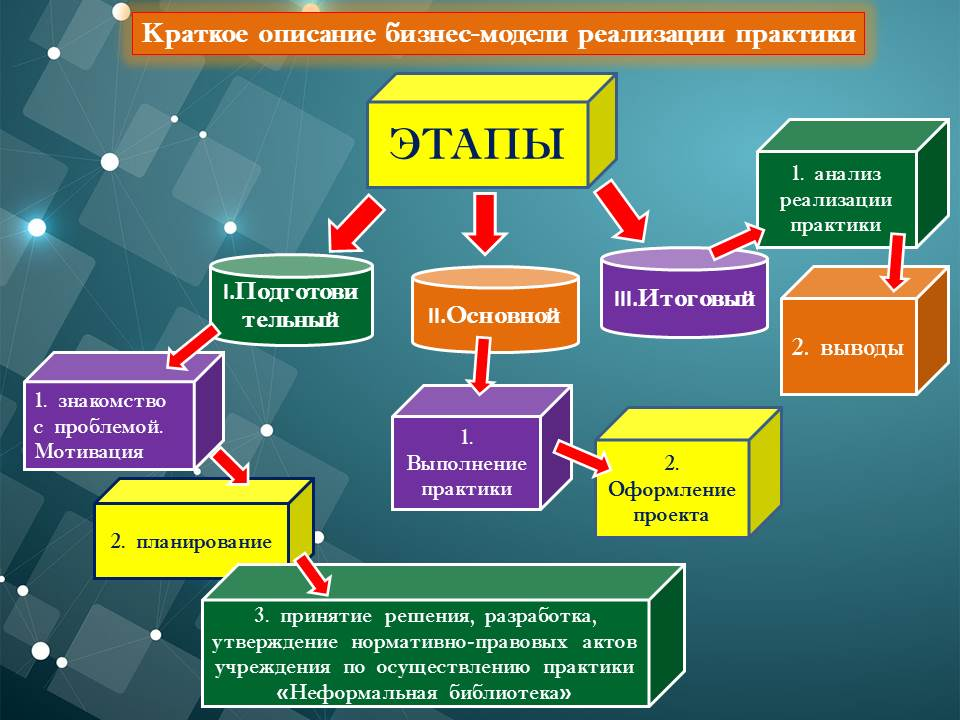 Краткое описание бизнес-модели реализации практики
ЭТАПЫ
I.Подготови
тельный
1. знакомство
с проблемой.
Мотивация
2. планирование
3. принятие решения, разработка,
утверждение нормативно-правовых актов
учреждения по осуществлению практики
«Неформальная библиотека»
II.Основной
1.
Выполнение
практики
2.
Оформление
проекта
III.Итоговый
1. анализ
реализации
практики
2. выводы